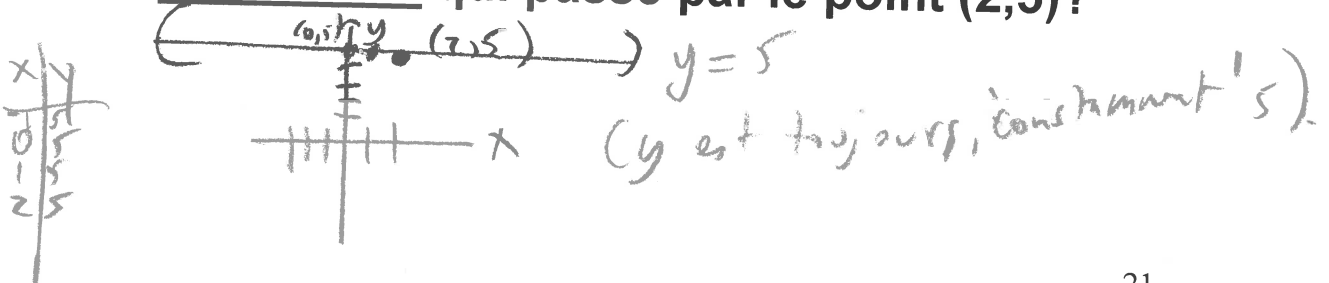 qui passe par le point (2,5)?
(0,5) y (2,5)
y = 5
x y
5
0 5
1 5
2 5
x
(y est toujours, 'constamment' 5).
21